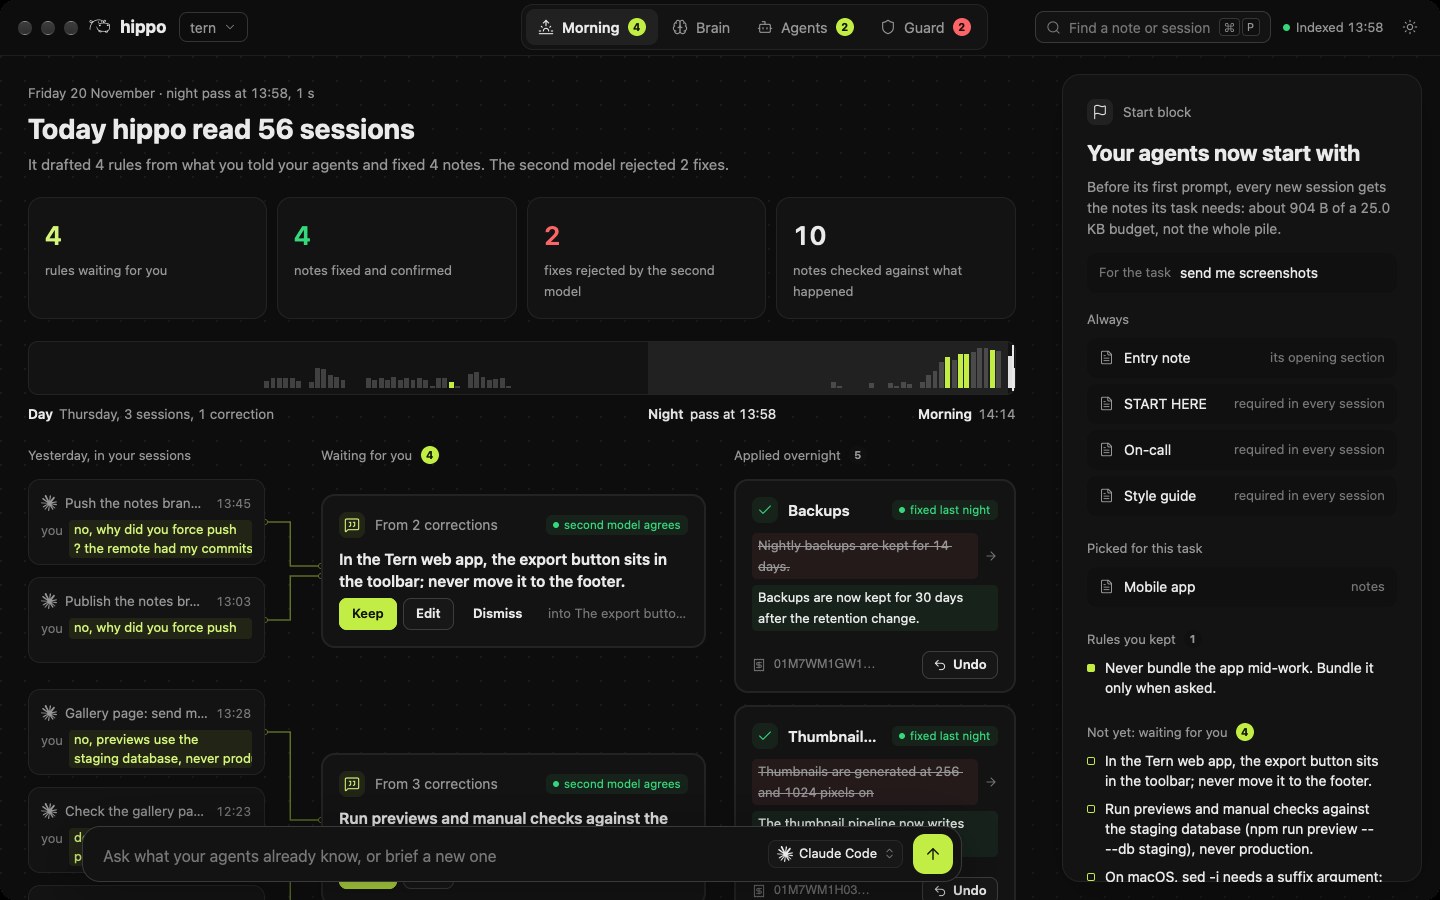 hippo
tern
Morning 4
Brain
Agents 2
Guard 2
Find a note or session ⌘ P
Indexed 13:58
Friday 20 November · night pass at 13:58, 1 s
Today hippo read 56 sessions
It drafted 4 rules from what you told your agents and fixed 4 notes. The second model rejected 2 fixes.
4
rules waiting for you
4
notes fixed and confirmed
2
fixes rejected by the second
model
10
notes checked against what
happened
Day Thursday, 3 sessions, 1 correction
Night pass at 13:58
Morning 14:14
Yesterday, in your sessions
Push the notes bran... 13:45
you no, why did you force push
? the remote had my commits
Publish the notes br... 13:03
you no, why did you force push
Gallery page: send m... 13:28
you no, previews use the
staging database, never prod
Check the gallery pa... 12:23
you
Waiting for you 4
From 2 corrections
second model agrees
In the Tern web app, the export button sits in
the toolbar; never move it to the footer.
Keep
Edit
Dismiss
into The export butto...
From 3 corrections
second model agrees
Run previews and manual checks against the
Applied overnight 5
Backups
fixed last night
Nightly backups are kept for 14
days.
Backups are now kept for 30 days
after the retention change.
01M7WM1GW1...
Undo
Thumbnail...
fixed last night
Thumbnails are generated at 256
and 1024 pixels on
The thumbnail pipeline now writes
01M7WM1H03...
Undo
Ask what your agents already know, or brief a new one
Claude Code
Start block
Your agents now start with
Before its first prompt, every new session gets
the notes its task needs: about 904 B of a 25.0
KB budget, not the whole pile.
For the task send me screenshots
Always
Entry note its opening section
START HERE required in every session
On-call required in every session
Style guide required in every session
Picked for this task
Mobile app notes
Rules you kept 1
Never bundle the app mid-work. Bundle it
only when asked.
Not yet: waiting for you 4
In the Tern web app, the export button sits
in the toolbar; never move it to the footer.
Run previews and manual checks against
the staging database (npm run preview --
--db staging), never production.
On macOS, sed -i needs a suffix argument: